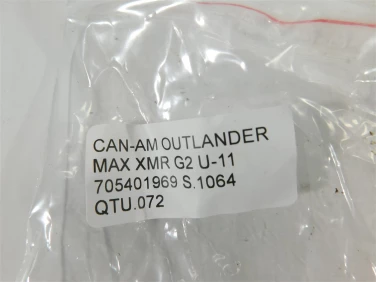 CAN-AM OUTLANDER
MAX XMR G2 U-11
705401969 S.1064
QTU.072